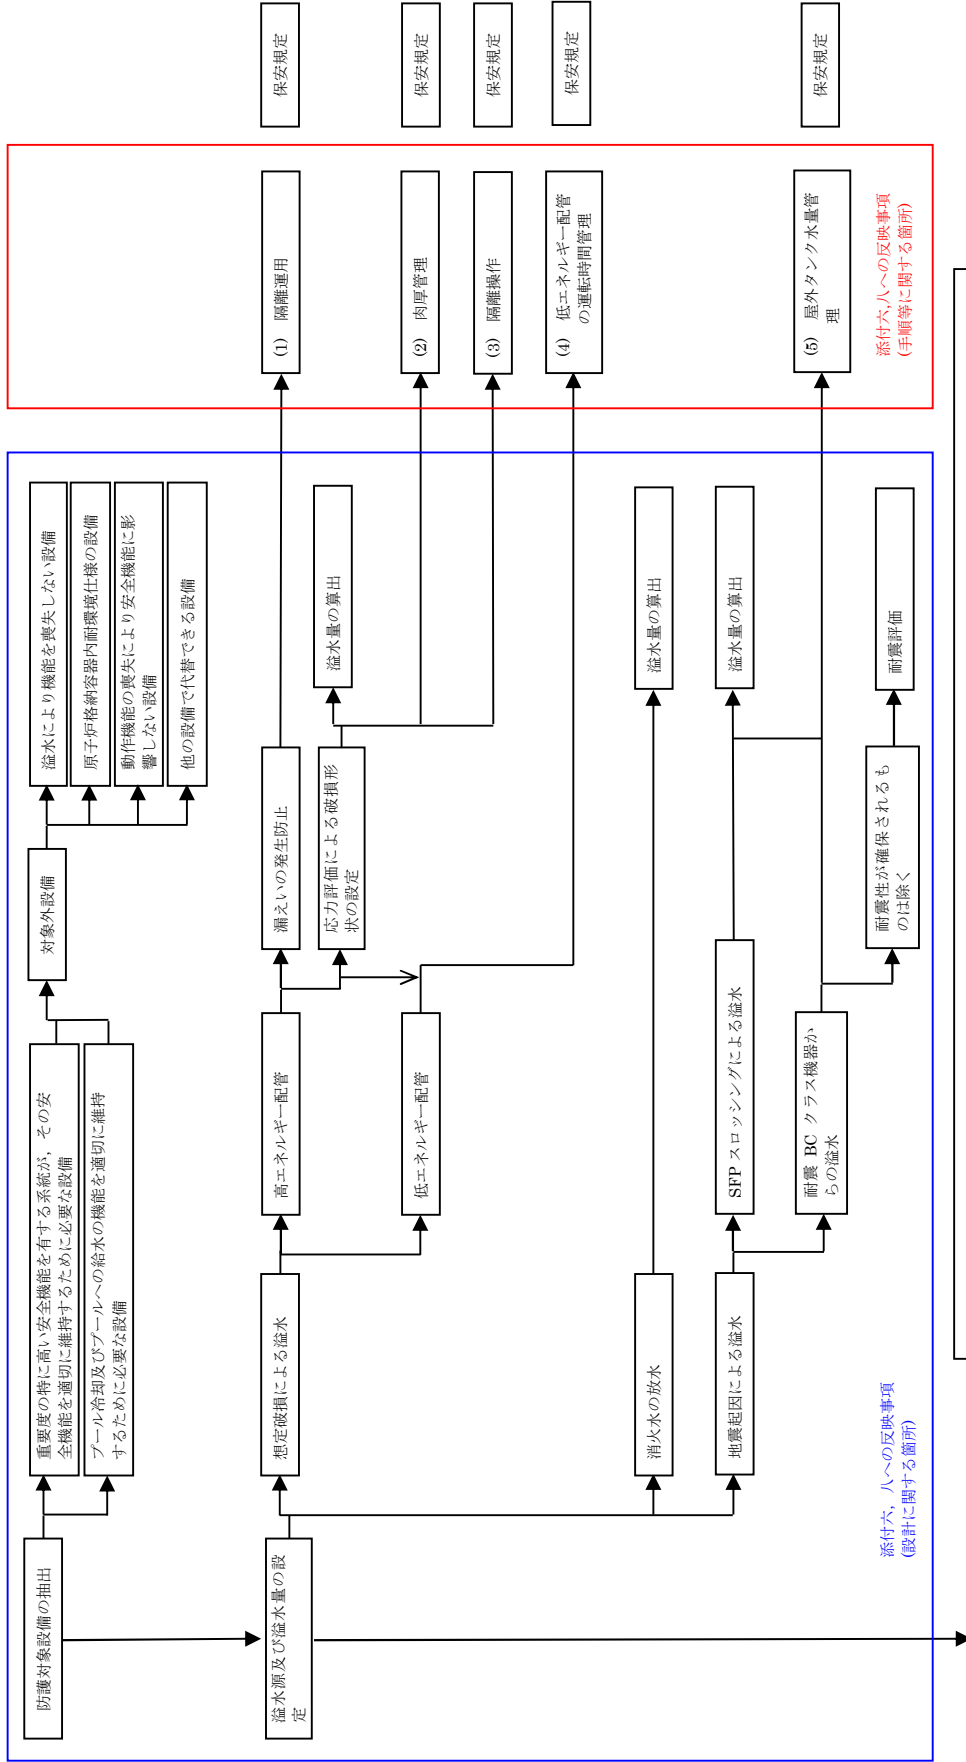 防護対象設備の抽出
重要度の特に高い安全機能を有する系統が，その安
全機能を適切に維持するために必要な設備
プール冷却及びプールへの給水の機能を適切に維持
するために必要な設備
対象外設備
溢水により機能を喪失しない設備
原子炉格納容器内耐環境仕様の設備
動作機能の喪失により安全機能に影
響しない設備
他の設備で代替できる設備
溢水源及び溢水量の設
定
想定破損による溢水
高エネルギー配管
漏えいの発生防止
(1) 隔離運用
保安規定
応力評価による破損形
状の設定
溢水量の算出
低エネルギー配管
(2) 肉厚管理
保安規定
(3) 隔離操作
保安規定
(4) 低エネルギー配管
の運転時間管理
保安規定
消火水の放水
溢水量の算出
地震起因による溢水
SFP スロッシングによる溢水
溢水量の算出
耐震 BC クラス機器か
らの溢水
(5) 屋外タンク水量管
理
保安規定
耐震性が確保されるも
のは除く
耐震評価
添付六，八への反映事項
(設計に関する箇所)
添付六,八への反映事項
(手順等に関する箇所)